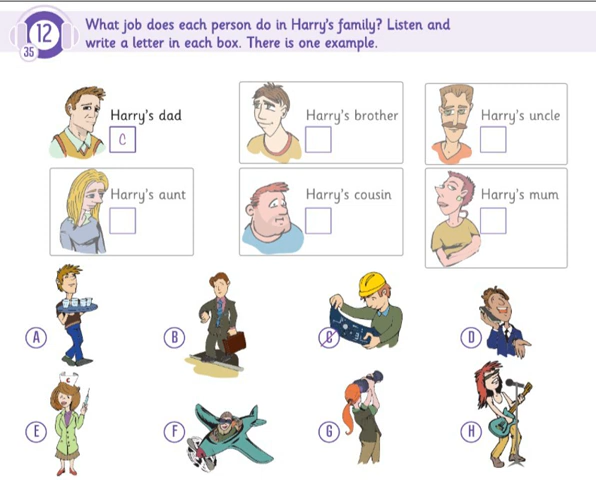 12
35
What job does each person do in Harry's family? Listen and
write a letter in each box. There is one example.
Harry's dad
C
Harry's brother
Harry's uncle
Harry's aunt
Harry's cousin
Harry's mum
A
B
C
D
E
F
G
H